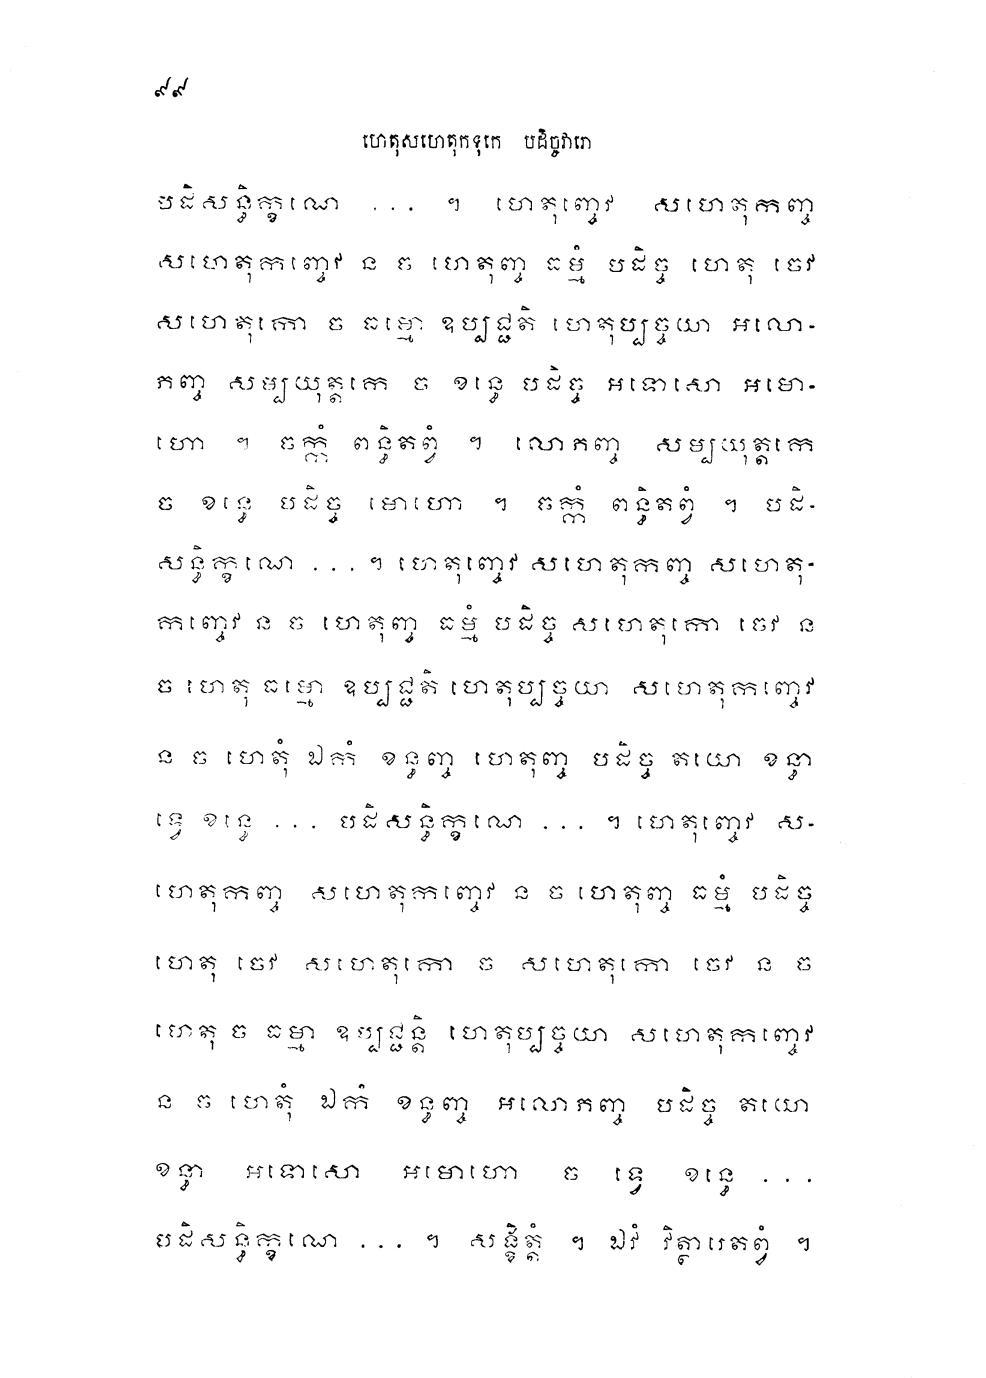 ៩៩
ហេតុសហេតុកទុកេ បដិច្ចវារោ
បដិសន្ធិក្ខណេ ... ។ ហេតុញ្ចេវ សហេតុកញ្ច
សហេតុកញ្ចេវ ន ច ហេតុញ្ច ធម្មំ បដិច្ច ហេតុ ចេវ
សហេតុកោ ច ធម្មោ ឧប្បជ្ជតិ ហេតុប្បច្ចយា អលោ-
ភញ្ច សម្បយុត្តកេ ច ខន្ធេ បដិច្ច អទោសោ អមោ-
ហោ ។ ចក្កំ ពន្ធិតព្វំ ។ លោភញ្ច សម្បយុត្តកេ
ច ខន្ធេ បដិច្ច មោហោ ។ ចក្កំ ពន្ធិតព្វំ ។ បដិ-
សន្ធិក្ខណេ ... ។ ហេតុញ្ចេវ សហេតុកញ្ច សហេតុ-
កញ្ចេវ ន ច ហេតុញ្ច ធម្មំ បដិច្ច សហេតុកោ ចេវ ន
ច ហេតុ ធម្មោ ឧប្បជ្ជតិ ហេតុប្បច្ចយា សហេតុកញ្ចេវ
ន ច ហេតុំ ឯកំ ខន្ធញ្ច ហេតុញ្ច បដិច្ច តយោ ខន្ធា
ទ្វេ ខន្ធេ ... បដិសន្ធិក្ខណេ ... ។ ហេតុញ្ចេវ ស-
ហេតុកញ្ច សហេតុកញ្ចេវ ន ច ហេតុញ្ច ធម្មំ បដិច្ច
ហេតុ ចេវ សហេតុកោ ច សហេតុកោ ចេវ ន ច
ហេតុ ច ធម្មា ឧប្បជ្ជន្តិ ហេតុប្បច្ចយា សហេតុកញ្ចេវ
ន ច ហេតុំ ឯកំ ខន្ធញ្ច អលោភញ្ច បដិច្ច តយោ
ខន្ធា អទោសោ អមោហោ ច ទ្វេ ខន្ធេ ...
បដិសន្ធិក្ខណេ ... ។ សង្ខិត្តំ ។ ឯវំ វិត្ថារេតព្វំ ។